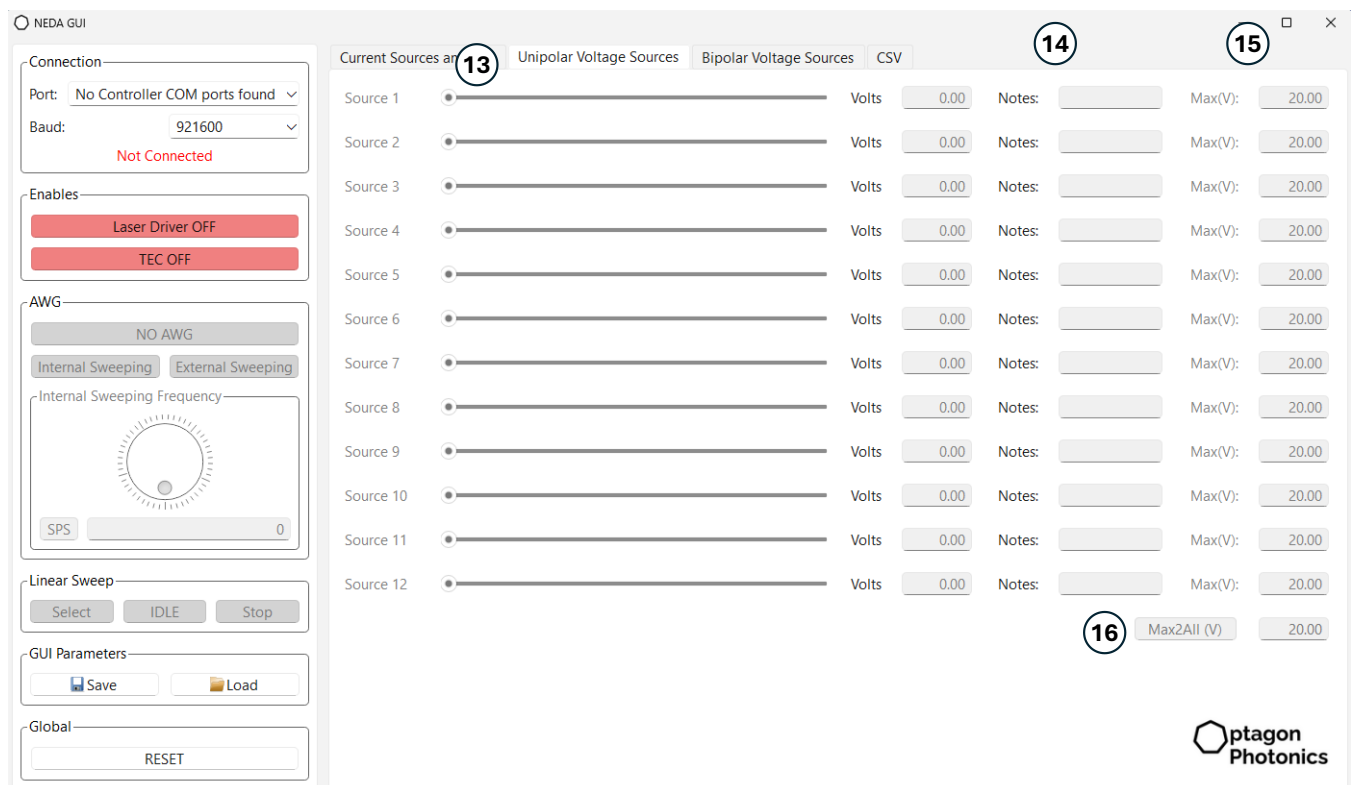 NEDA GUI
Connection
Port: No Controller COM ports found
Baud: 921600
Not Connected
Enables
Laser Driver OFF
TEC OFF
AWG
NO AWG
Internal Sweeping External Sweeping
Internal Sweeping Frequency
SPS 0
Linear Sweep
Select IDLE Stop
GUI Parameters
Save Load
Global
RESET
13 14 15
Current Sources an Unipolar Voltage Sources Bipolar Voltage Sources CSV
Source 1 Volts 0.00 Notes: Max(V): 20.00
Source 2 Volts 0.00 Notes: Max(V): 20.00
Source 3 Volts 0.00 Notes: Max(V): 20.00
Source 4 Volts 0.00 Notes: Max(V): 20.00
Source 5 Volts 0.00 Notes: Max(V): 20.00
Source 6 Volts 0.00 Notes: Max(V): 20.00
Source 7 Volts 0.00 Notes: Max(V): 20.00
Source 8 Volts 0.00 Notes: Max(V): 20.00
Source 9 Volts 0.00 Notes: Max(V): 20.00
Source 10 Volts 0.00 Notes: Max(V): 20.00
Source 11 Volts 0.00 Notes: Max(V): 20.00
Source 12 Volts 0.00 Notes: Max(V): 20.00
16 Max2All (V) 20.00
ptagon
Photonics